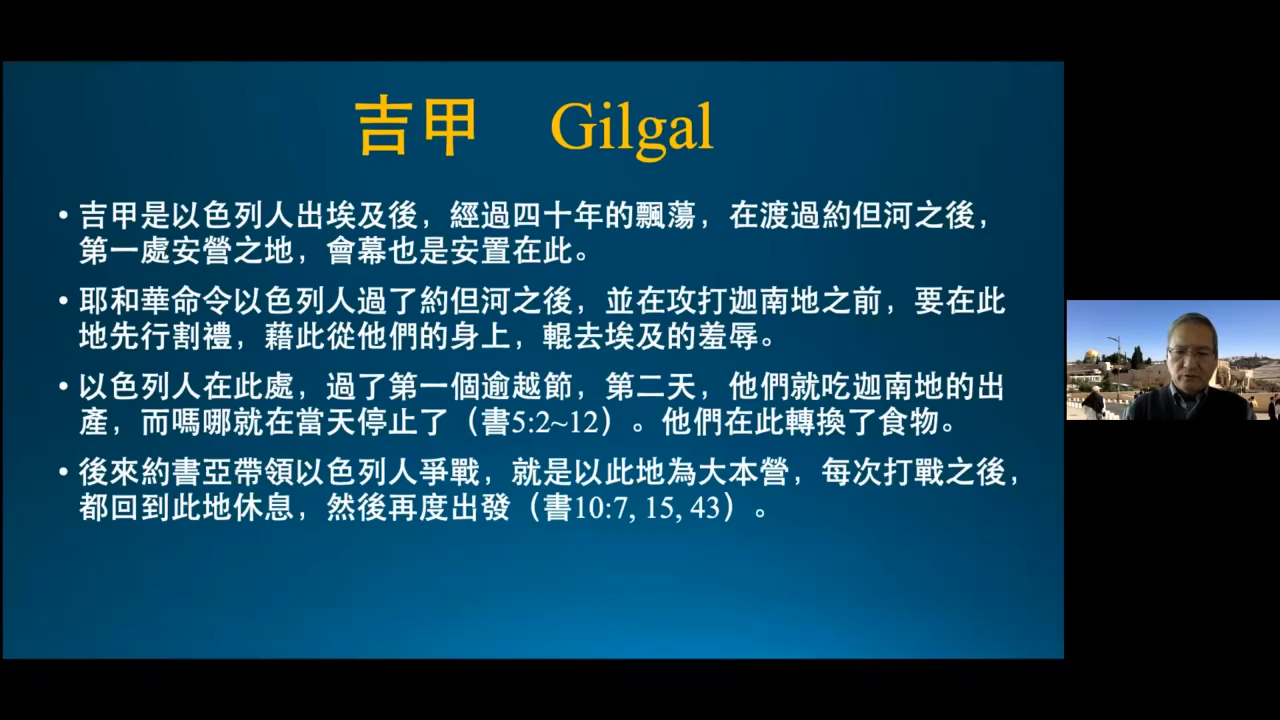 吉甲　Gilgal
• 吉甲是以色列人出埃及後，經過四十年的飄蕩，在渡過約但河之後，
第一處安營之地，會幕也是安置在此。
• 耶和華命令以色列人過了約但河之後，並在攻打迦南地之前，要在此
地先行割禮，藉此從他們的身上，輥去埃及的羞辱。
• 以色列人在此處，過了第一個逾越節，第二天，他們就吃迦南地的出
產，而嗎哪就在當天停止了（書5:2~12）。他們在此轉換了食物。
• 後來約書亞帶領以色列人爭戰，就是以此地為大本營，每次打戰之後，
都回到此地休息，然後再度出發（書10:7, 15, 43）。